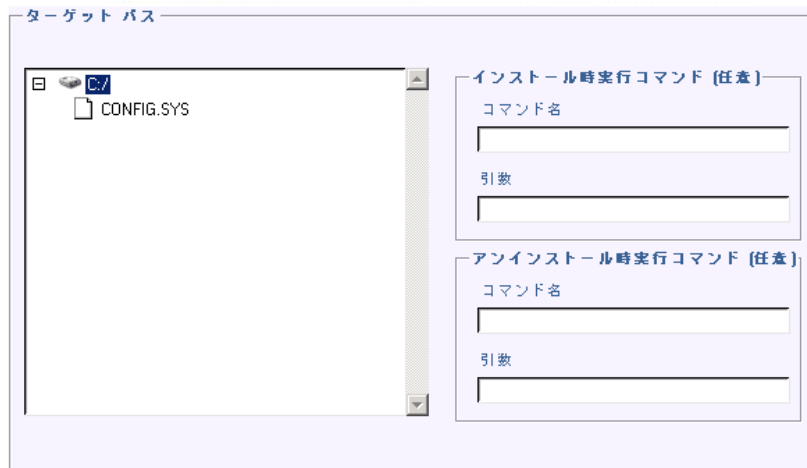 ターゲット パス
C:/
CONFIG.SYS
インストール時実行コマンド (任意)
コマンド名
引数
アンインストール時実行コマンド (任意)
コマンド名
引数